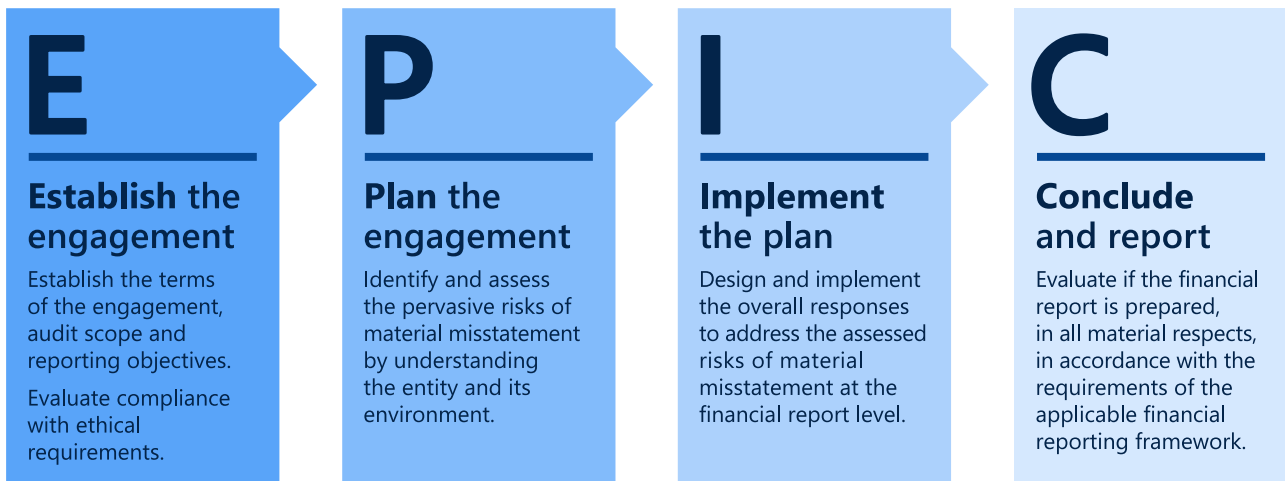 E
Establish the
engagement
Establish the terms
of the engagement,
audit scope and
reporting objectives.
Evaluate compliance
with ethical
requirements.
P
Plan the
engagement
Identify and assess
the pervasive risks of
material misstatement
by understanding
the entity and its
environment.
I
Implement
the plan
Design and implement
the overall responses
to address the assessed
risks of material
misstatement at the
financial report level.
C
Conclude
and report
Evaluate if the financial
report is prepared,
in all material respects,
in accordance with the
requirements of the
applicable financial
reporting framework.